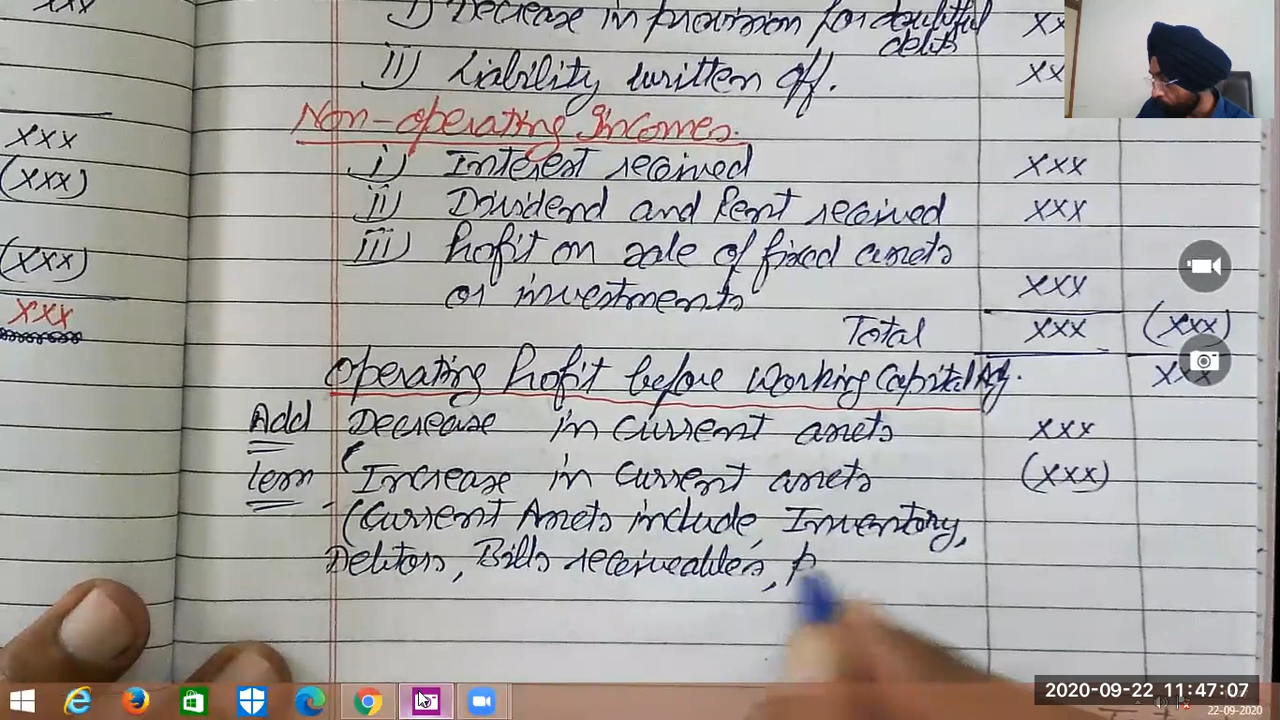 xxx
i) Decrease in provision for doubtful debts xx
ii) Liability written off. xx
Non-operating Incomes.
xxx
i) Interest received xxx
(xxx)
ii) Dividend and Rent received xxx
iii) Profit on sale of fixed assets
(xxx)
or investments xxx
xxx
Total xxx (xxx)
Operating Profit before Working Capital Adj. xxx
Add Decrease in current assets xxx
Less Increase in current assets (xxx)
(Current Assets include, Inventory,
Debtors, Bills receiveables, p
2020-09-22 11:47:07
22-09-2020